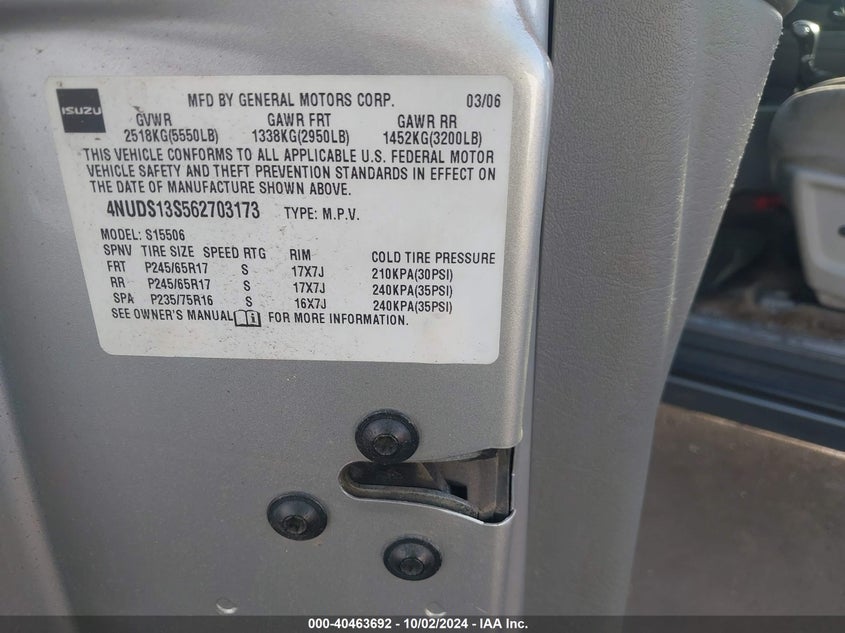 ISUZU
MFD BY GENERAL MOTORS CORP. 03/06
GVWR GAWR FRT GAWR RR
2518KG(5550LB) 1338KG(2950LB) 1452KG(3200LB)
THIS VEHICLE CONFORMS TO ALL APPLICABLE U.S. FEDERAL MOTOR
VEHICLE SAFETY AND THEFT PREVENTION STANDARDS IN EFFECT ON
THE DATE OF MANUFACTURE SHOWN ABOVE.
4NUDS13S562703173 TYPE: M.P.V.
MODEL: S15506
SPNV TIRE SIZE SPEED RTG RIM COLD TIRE PRESSURE
FRT P245/65R17 S 17X7J 210KPA(30PSI)
RR P245/65R17 S 17X7J 240KPA(35PSI)
SPA P235/75R16 S 16X7J 240KPA(35PSI)
SEE OWNER'S MANUAL FOR MORE INFORMATION.
000-40463692 - 10/02/2024 - IAA Inc.